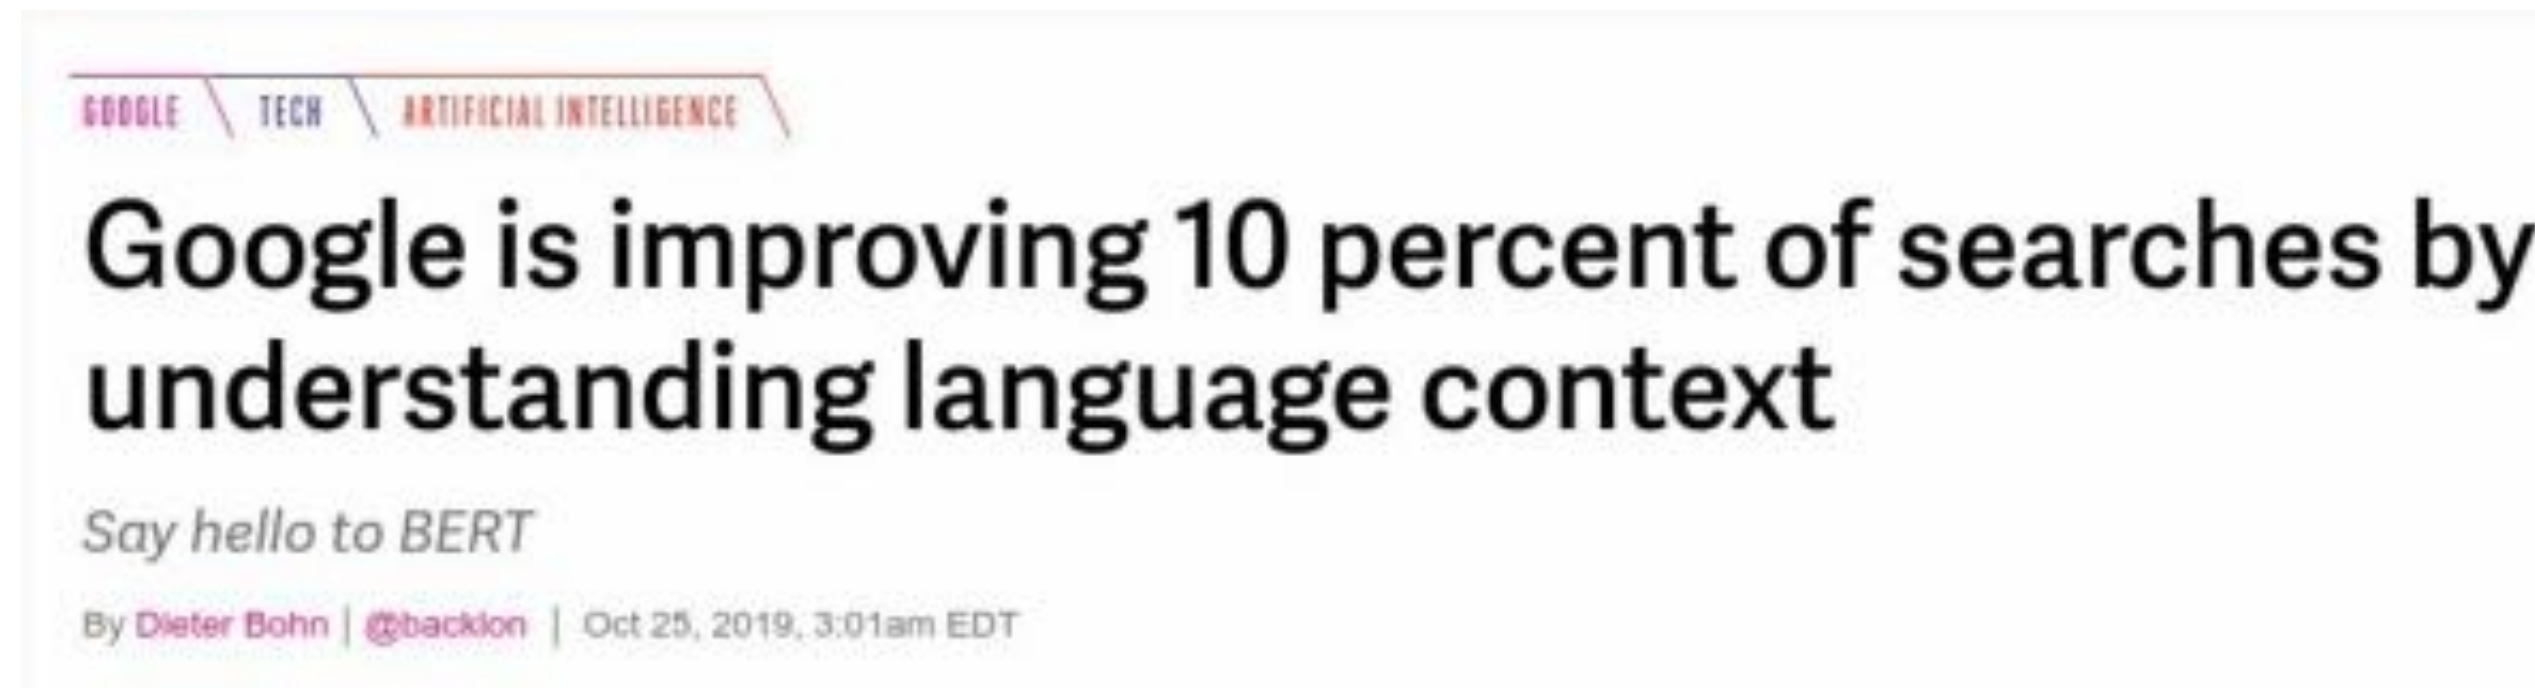 GOOGLE TECH ARTIFICIAL INTELLIGENCE
Google is improving 10 percent of searches by
understanding language context
Say hello to BERT
By Dieter Bohn | @backlon | Oct 25, 2019, 3:01am EDT